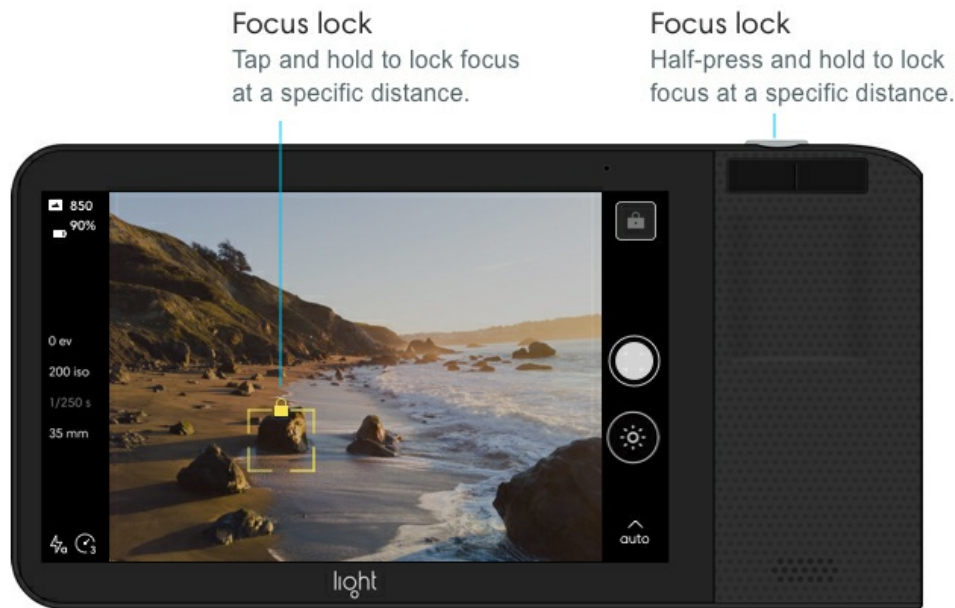 Focus lock
Tap and hold to lock focus
at a specific distance.
Focus lock
Half-press and hold to lock
focus at a specific distance.
850
90%
0 ev
200 iso
1/250 s
35 mm
a
3
auto
light